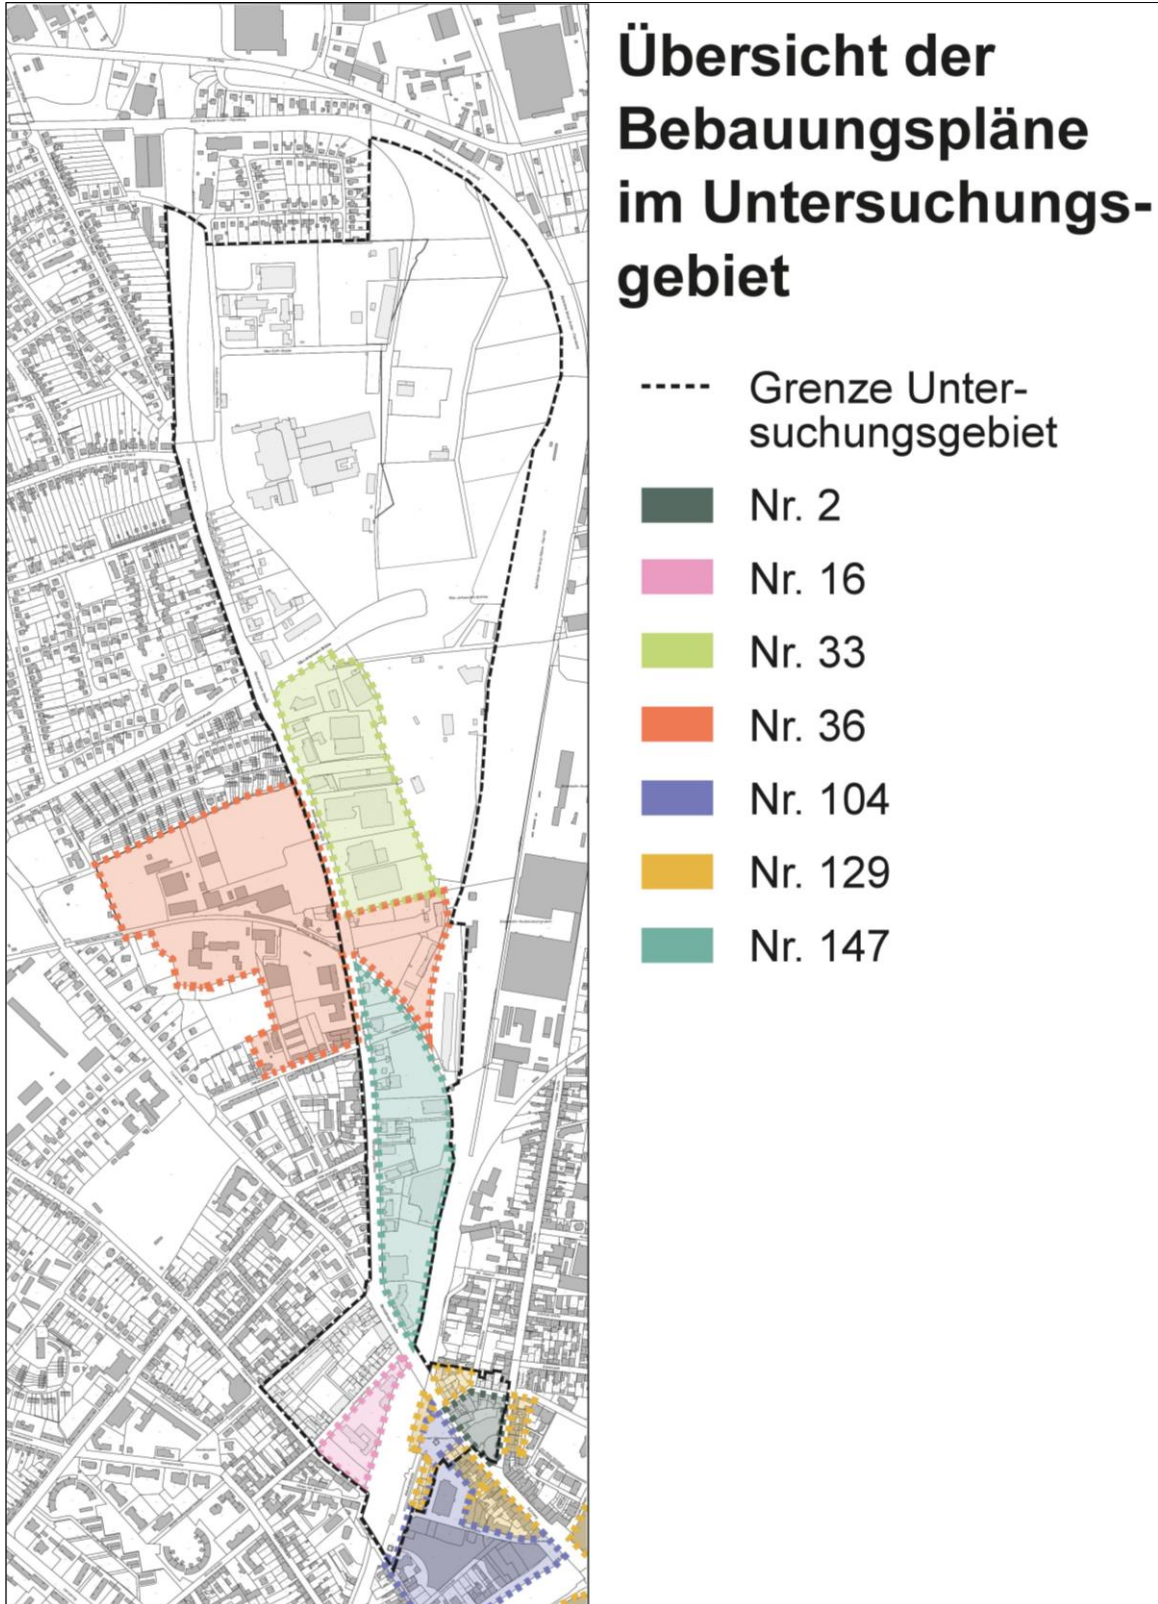 Übersicht der
Bebauungspläne
im Untersuchungs-
gebiet
Grenze Unter-
suchungsgebiet
Nr. 2
Nr. 16
Nr. 33
Nr. 36
Nr. 104
Nr. 129
Nr. 147